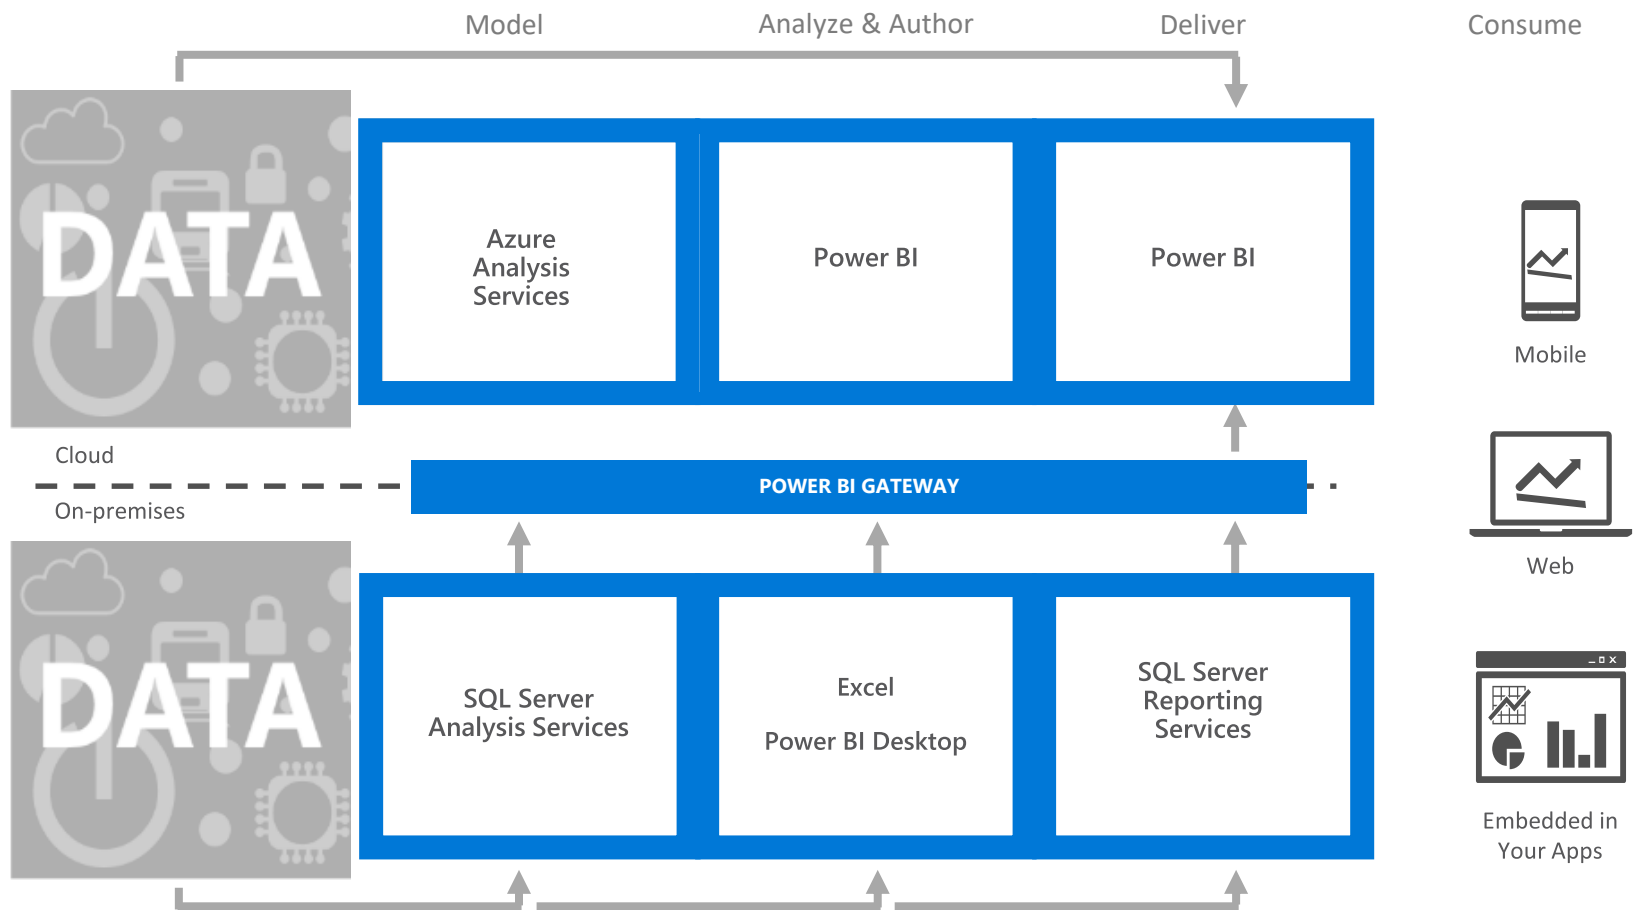 Model
Analyze & Author
Deliver
Consume
DATA
Azure
Analysis
Services
Power BI
Power BI
Mobile
Cloud
POWER BI GATEWAY
On-premises
Web
DATA
SQL Server
Analysis Services
Excel
Power BI Desktop
SQL Server
Reporting
Services
Embedded in
Your Apps